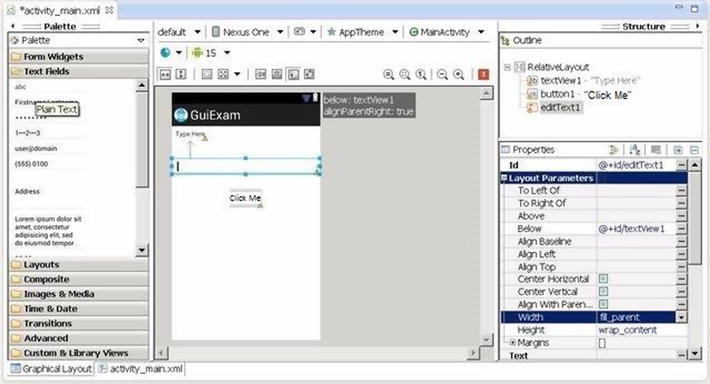 *activity_main.xml
Palette
Palette
Form Widgets
Text Fields
abc
Plain Text
1--2--3
user@domain
(555) 0100
Address
Lorem ipsum dolor sit
amet, consectetur
adipisicing elit, sed
do eiusmod tempor
Layouts
Composite
Images & Media
Time & Date
Transitions
Advanced
Custom & Library Views
default
Nexus One
AppTheme
MainActivity
15
3
GuiExam
Type Here
Click Me
below: textView1
alignParentRight: true
Structure
Outline
RelativeLayout
textView1 - "Type Here"
button1 - "Click Me"
editText1
Properties
Id @+id/editText1
Layout Parameters
To Left Of
To Right Of
Above
Below @+id/textView1
Align Baseline
Align Left
Align Top
Center Horizontal
Center Vertical
Align With Paren...
Width fill_parent
Height wrap_content
Margins []
Text
Graphical Layout
activity_main.xml